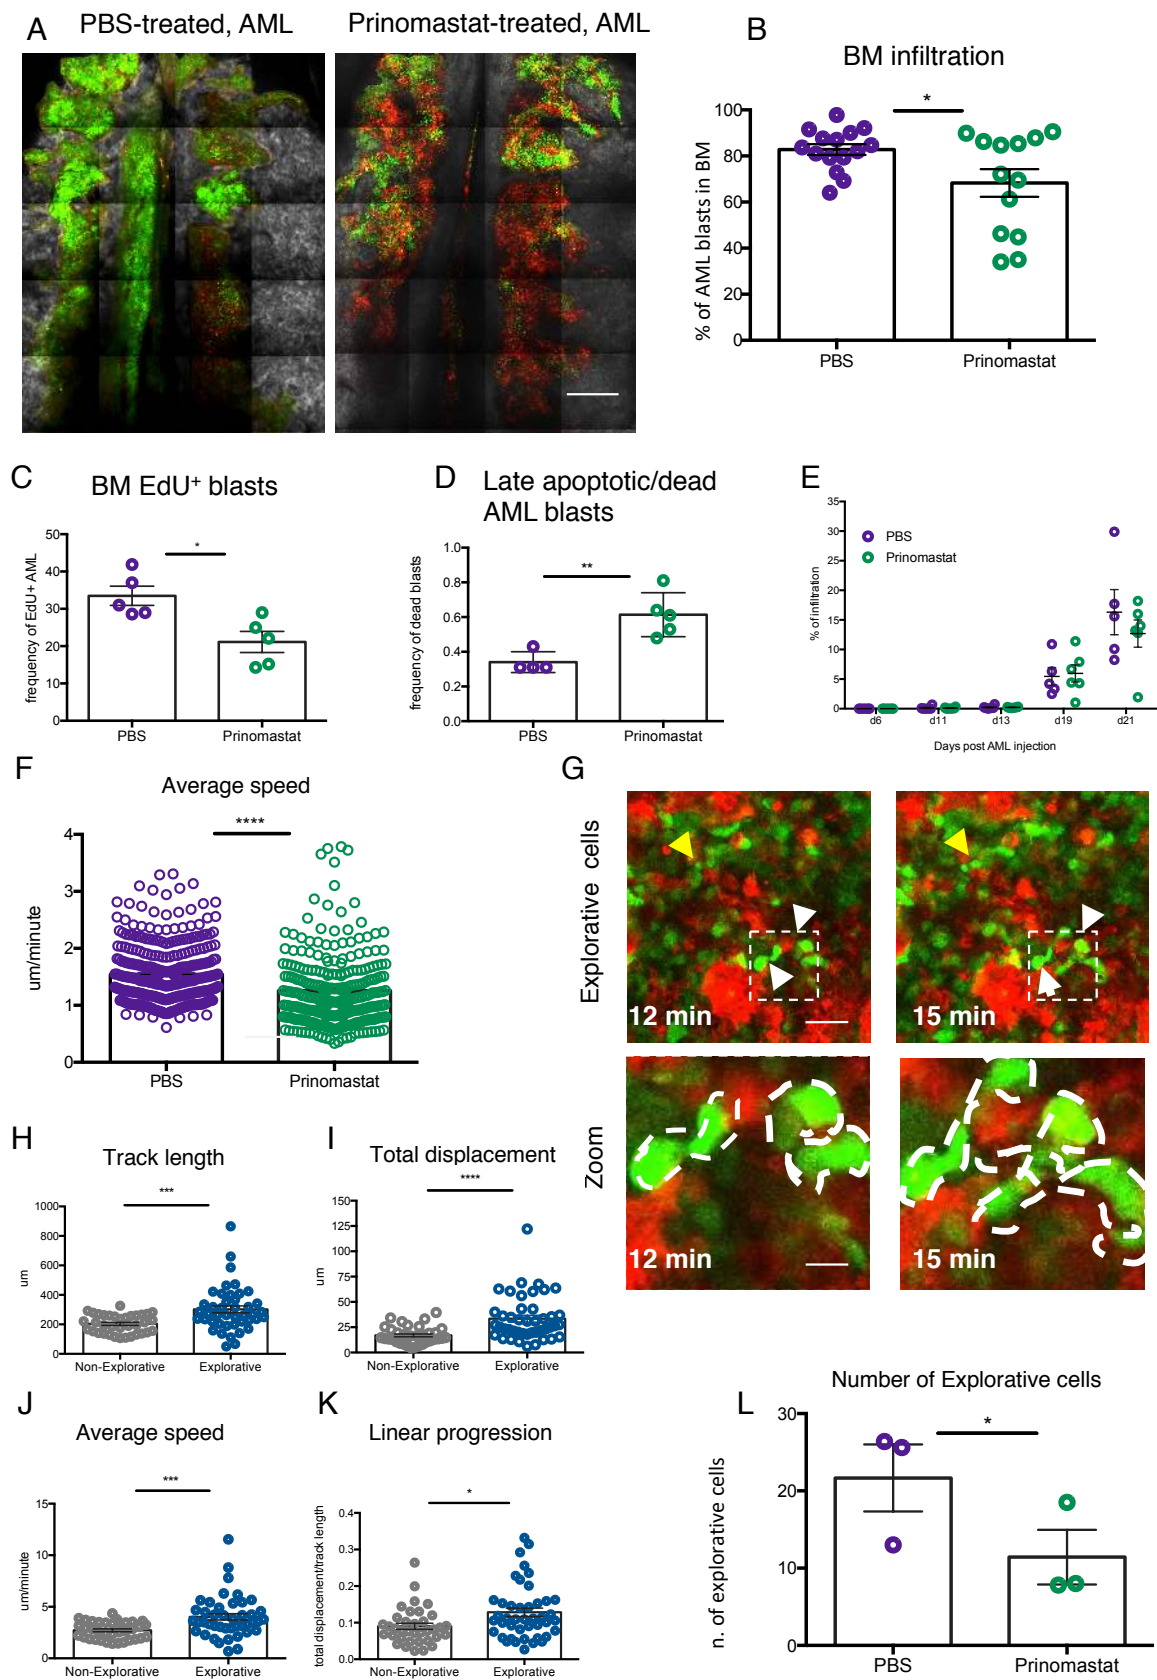 A
PBS-treated, AML
Prinomastat-treated, AML
B
BM infiltration
*
% of AML blasts in BM
100
80
60
40
20
0
PBS
Prinomastat
C
BM EdU+ blasts
*
frequency of EdU+ AML
50
40
30
20
10
0
PBS
Prinomastat
D
Late apoptotic/dead
AML blasts
**
frequency of dead blasts
1.0
0.8
0.6
0.4
0.2
0.0
PBS
Prinomastat
E
% of infiltration
35
30
25
20
15
10
5
0
PBS
Prinomastat
d6
d11
d13
d19
d21
Days post AML injection
F
Average speed
****
um/minute
4
3
2
1
0
PBS
Prinomastat
G
Explorative cells
12 min
15 min
Zoom
12 min
15 min
H
Track length
***
um
1000
800
600
400
200
0
Non-Explorative
Explorative
I
Total displacement
****
um
150
125
100
75
50
25
0
Non-Explorative
Explorative
J
Average speed
***
um/minute
15
10
5
0
Non-Explorative
Explorative
K
Linear progression
*
total displacement/track length
0.4
0.3
0.2
0.1
0.0
Non-Explorative
Explorative
L
Number of Explorative cells
*
n. of explorative cells
30
20
10
0
PBS
Prinomastat